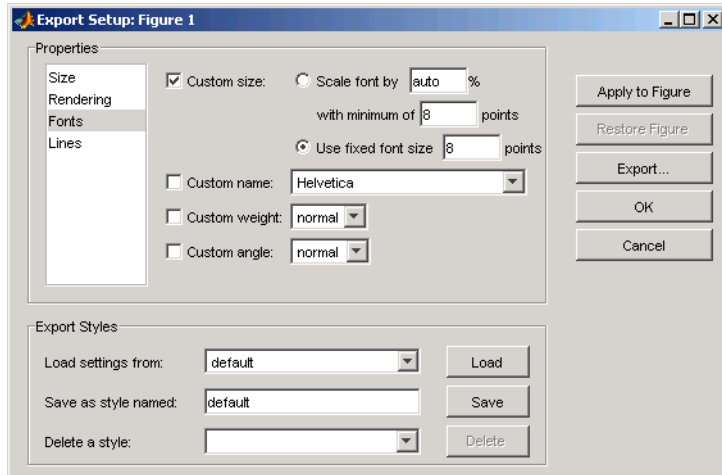 Export Setup: Figure 1
Properties
Size
Rendering
Fonts
Lines
Custom size:
Scale font by auto %
with minimum of 8 points
Use fixed font size 8 points
Custom name: Helvetica
Custom weight: normal
Custom angle: normal
Apply to Figure
Restore Figure
Export...
OK
Cancel
Export Styles
Load settings from: default Load
Save as style named: default Save
Delete a style: Delete